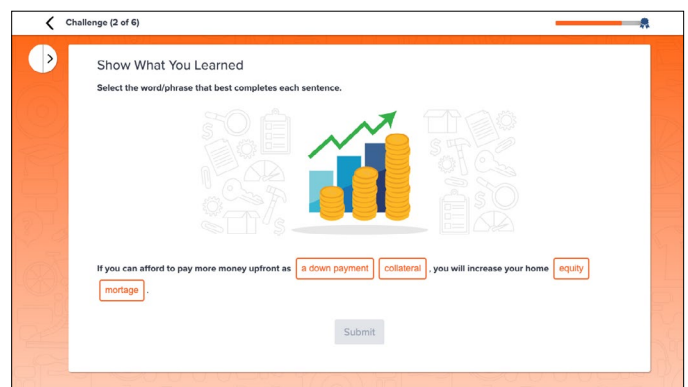 Challenge (2 of 6)
Show What You Learned
Select the word/phrase that best completes each sentence.
If you can afford to pay more money upfront as a down payment collateral , you will increase your home equity
mortage .
Submit